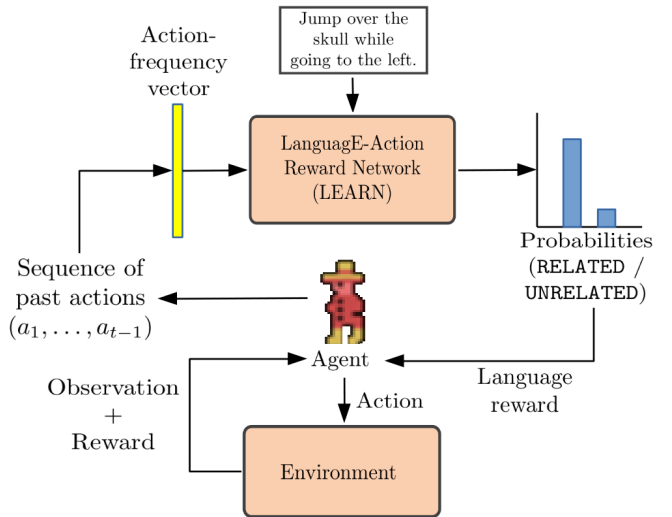 Jump over the
skull while
going to the left.
Action-
frequency
vector
LanguagE-Action
Reward Network
(LEARN)
Probabilities
(RELATED /
UNRELATED)
Sequence of
past actions
(a₁, . . . , aₜ₋₁)
Agent
Language
reward
Observation
+
Reward
Action
Environment